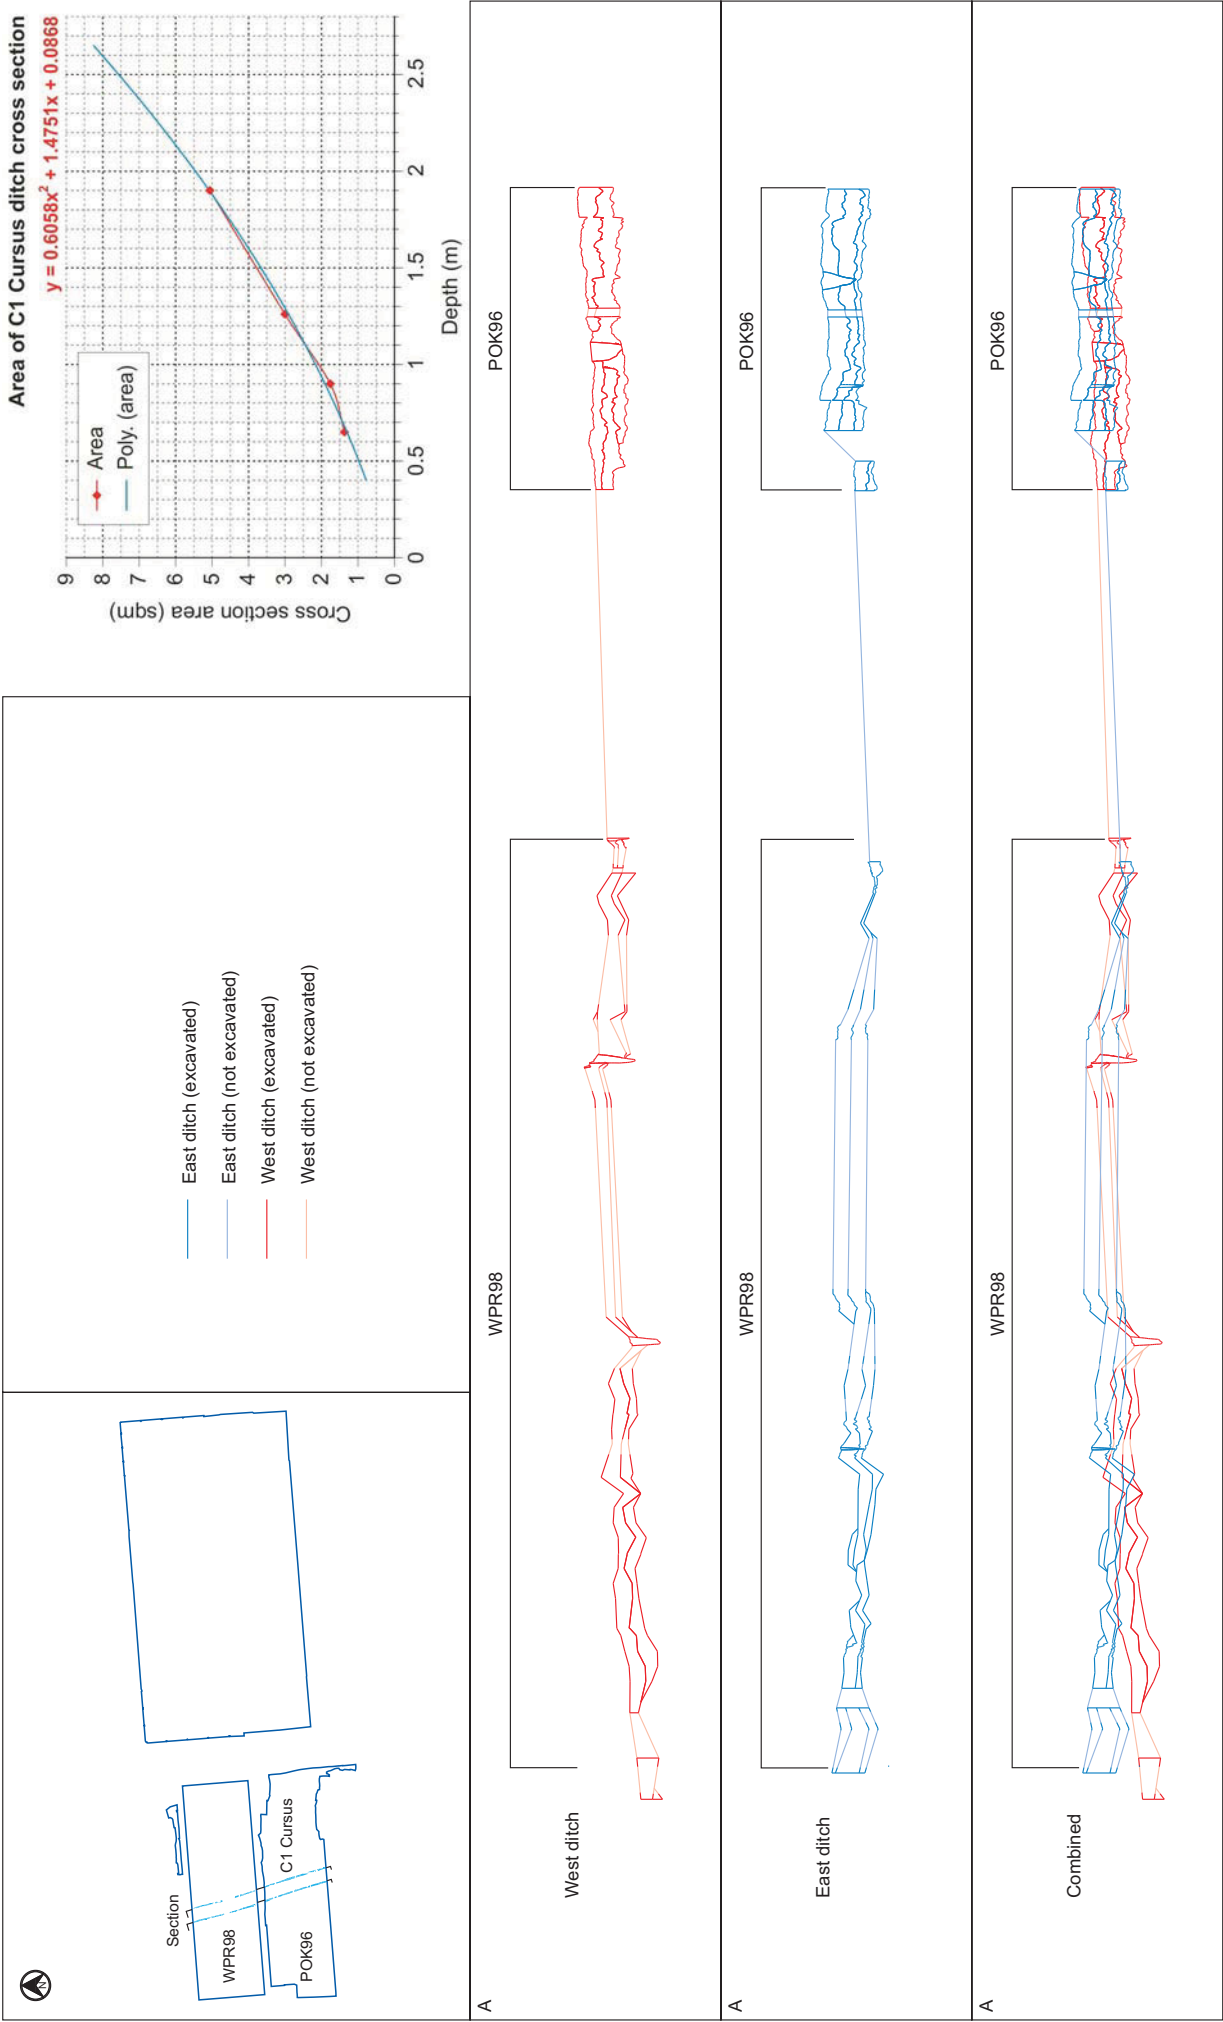 N
Section
WPR98
POK96
C1 Cursus
East ditch (excavated)
East ditch (not excavated)
West ditch (excavated)
West ditch (not excavated)
Area of C1 Cursus ditch cross section
y = 0.6058x² + 1.4751x + 0.0868
Area
Poly. (area)
9
8
7
6
5
4
3
2
1
0
Cross section area (sqm)
0
0.5
1
1.5
2
2.5
Depth (m)
A
WPR98
POK96
West ditch
A
WPR98
POK96
East ditch
A
WPR98
POK96
Combined